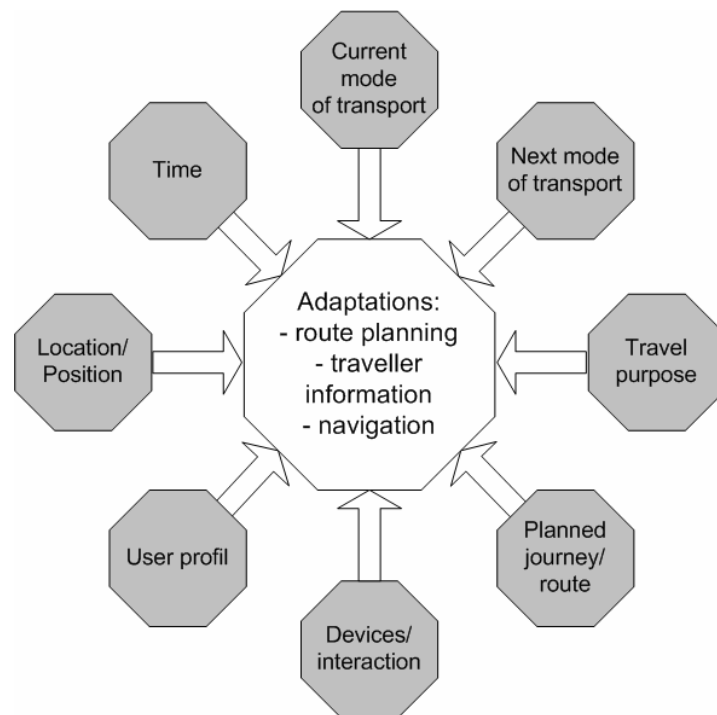 Current
mode
of transport
Time
Next mode
of transport
Adaptations:
- route planning
- traveller
information
- navigation
Location/
Position
Travel
purpose
User profil
Planned
journey/
route
Devices/
interaction